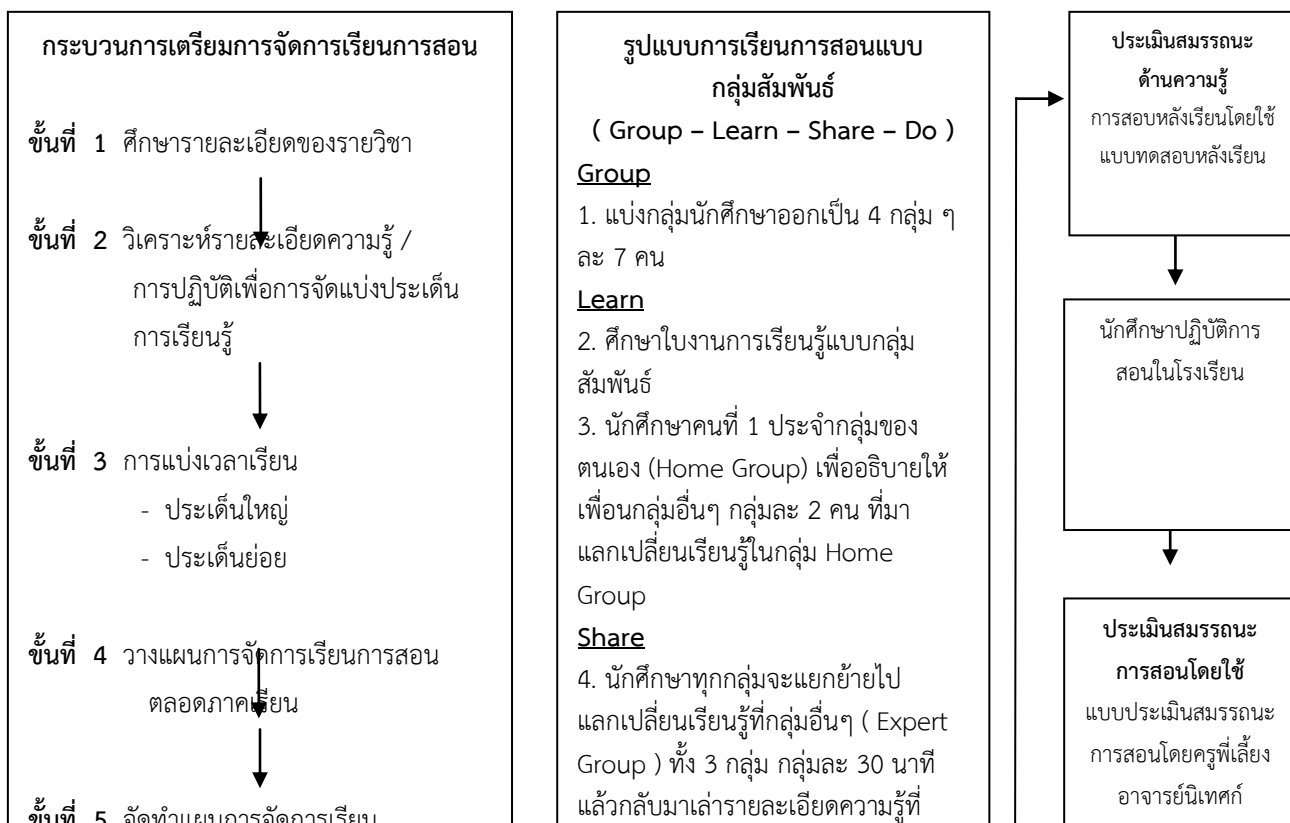 กระบวนการเตรียมการจัดการเรียนการสอน
ขั้นที่ 1 ศึกษารายละเอียดของรายวิชา
ขั้นที่ 2 วิเคราะห์รายละเอียดความรู้ /
การปฏิบัติเพื่อการจัดแบ่งประเด็น
การเรียนรู้
ขั้นที่ 3 การแบ่งเวลาเรียน
- ประเด็นใหญ่
- ประเด็นย่อย
ขั้นที่ 4 วางแผนการจัดการเรียนการสอน
ตลอดภาคเรียน
ขั้นที่ 5 จัดทำแผนการจัดการเรียน
รูปแบบการเรียนการสอนแบบ
กลุ่มสัมพันธ์
( Group – Learn – Share – Do )
Group
1. แบ่งกลุ่มนักศึกษาออกเป็น 4 กลุ่ม ๆ
ละ 7 คน
Learn
2. ศึกษาใบงานการเรียนรู้แบบกลุ่ม
สัมพันธ์
3. นักศึกษาคนที่ 1 ประจำกลุ่มของ
ตนเอง (Home Group) เพื่ออธิบายให้
เพื่อนกลุ่มอื่นๆ กลุ่มละ 2 คน ที่มา
แลกเปลี่ยนเรียนรู้ในกลุ่ม Home
Group
Share
4. นักศึกษาทุกกลุ่มจะแยกย้ายไป
แลกเปลี่ยนเรียนรู้ที่กลุ่มอื่นๆ ( Expert
Group ) ทั้ง 3 กลุ่ม กลุ่มละ 30 นาที
แล้วกลับมาเล่ารายละเอียดความรู้ที่
ประเมินสมรรถนะ
ด้านความรู้
การสอบหลังเรียนโดยใช้
แบบทดสอบหลังเรียน
นักศึกษาปฏิบัติการ
สอนในโรงเรียน
ประเมินสมรรถนะ
การสอนโดยใช้
แบบประเมินสมรรถนะ
การสอนโดยครูพี่เลี้ยง
อาจารย์นิเทศก์